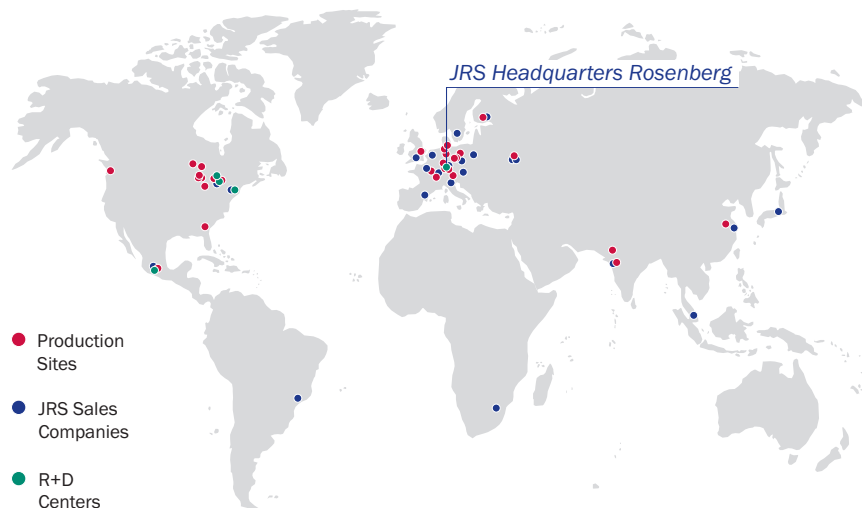 JRS Headquarters Rosenberg
Production
Sites
JRS Sales
Companies
R+D
Centers